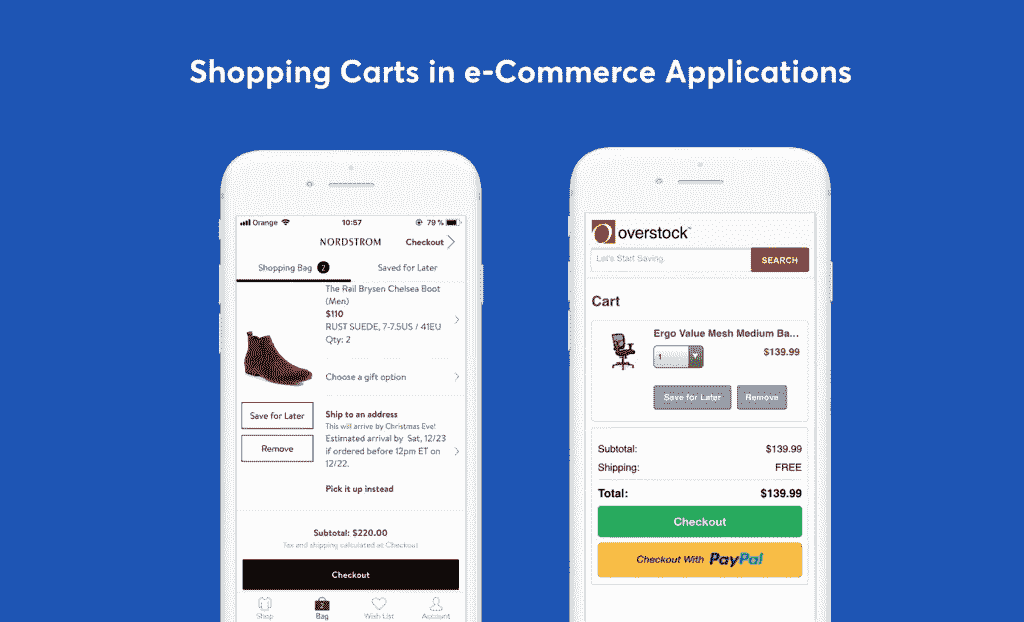 Shopping Carts in e-Commerce Applications
Orange
10:57
79 %
NORDSTROM
Checkout
Shopping Bag 2
Saved for Later
The Rail Brysen Chelsea Boot
(Men)
$110
RUST SUEDE, 7-7.5US / 41EU
Qty: 2
Choose a gift option
Save for Later
Remove
Ship to an address
This will arrive by Christmas Eve!
Estimated arrival by Sat, 12/23
if ordered before 12pm ET on
12/22.
Pick it up instead
Subtotal: $220.00
Tax and shipping calculated at Checkout
Checkout
Shop
2
Bag
Wish List
Account
overstock™
Let's Start Saving
SEARCH
Cart
Ergo Value Mesh Medium Ba...
1
$139.99
Save for Later
Remove
Subtotal: $139.99
Shipping: FREE
Total: $139.99
Checkout
Checkout With PayPal